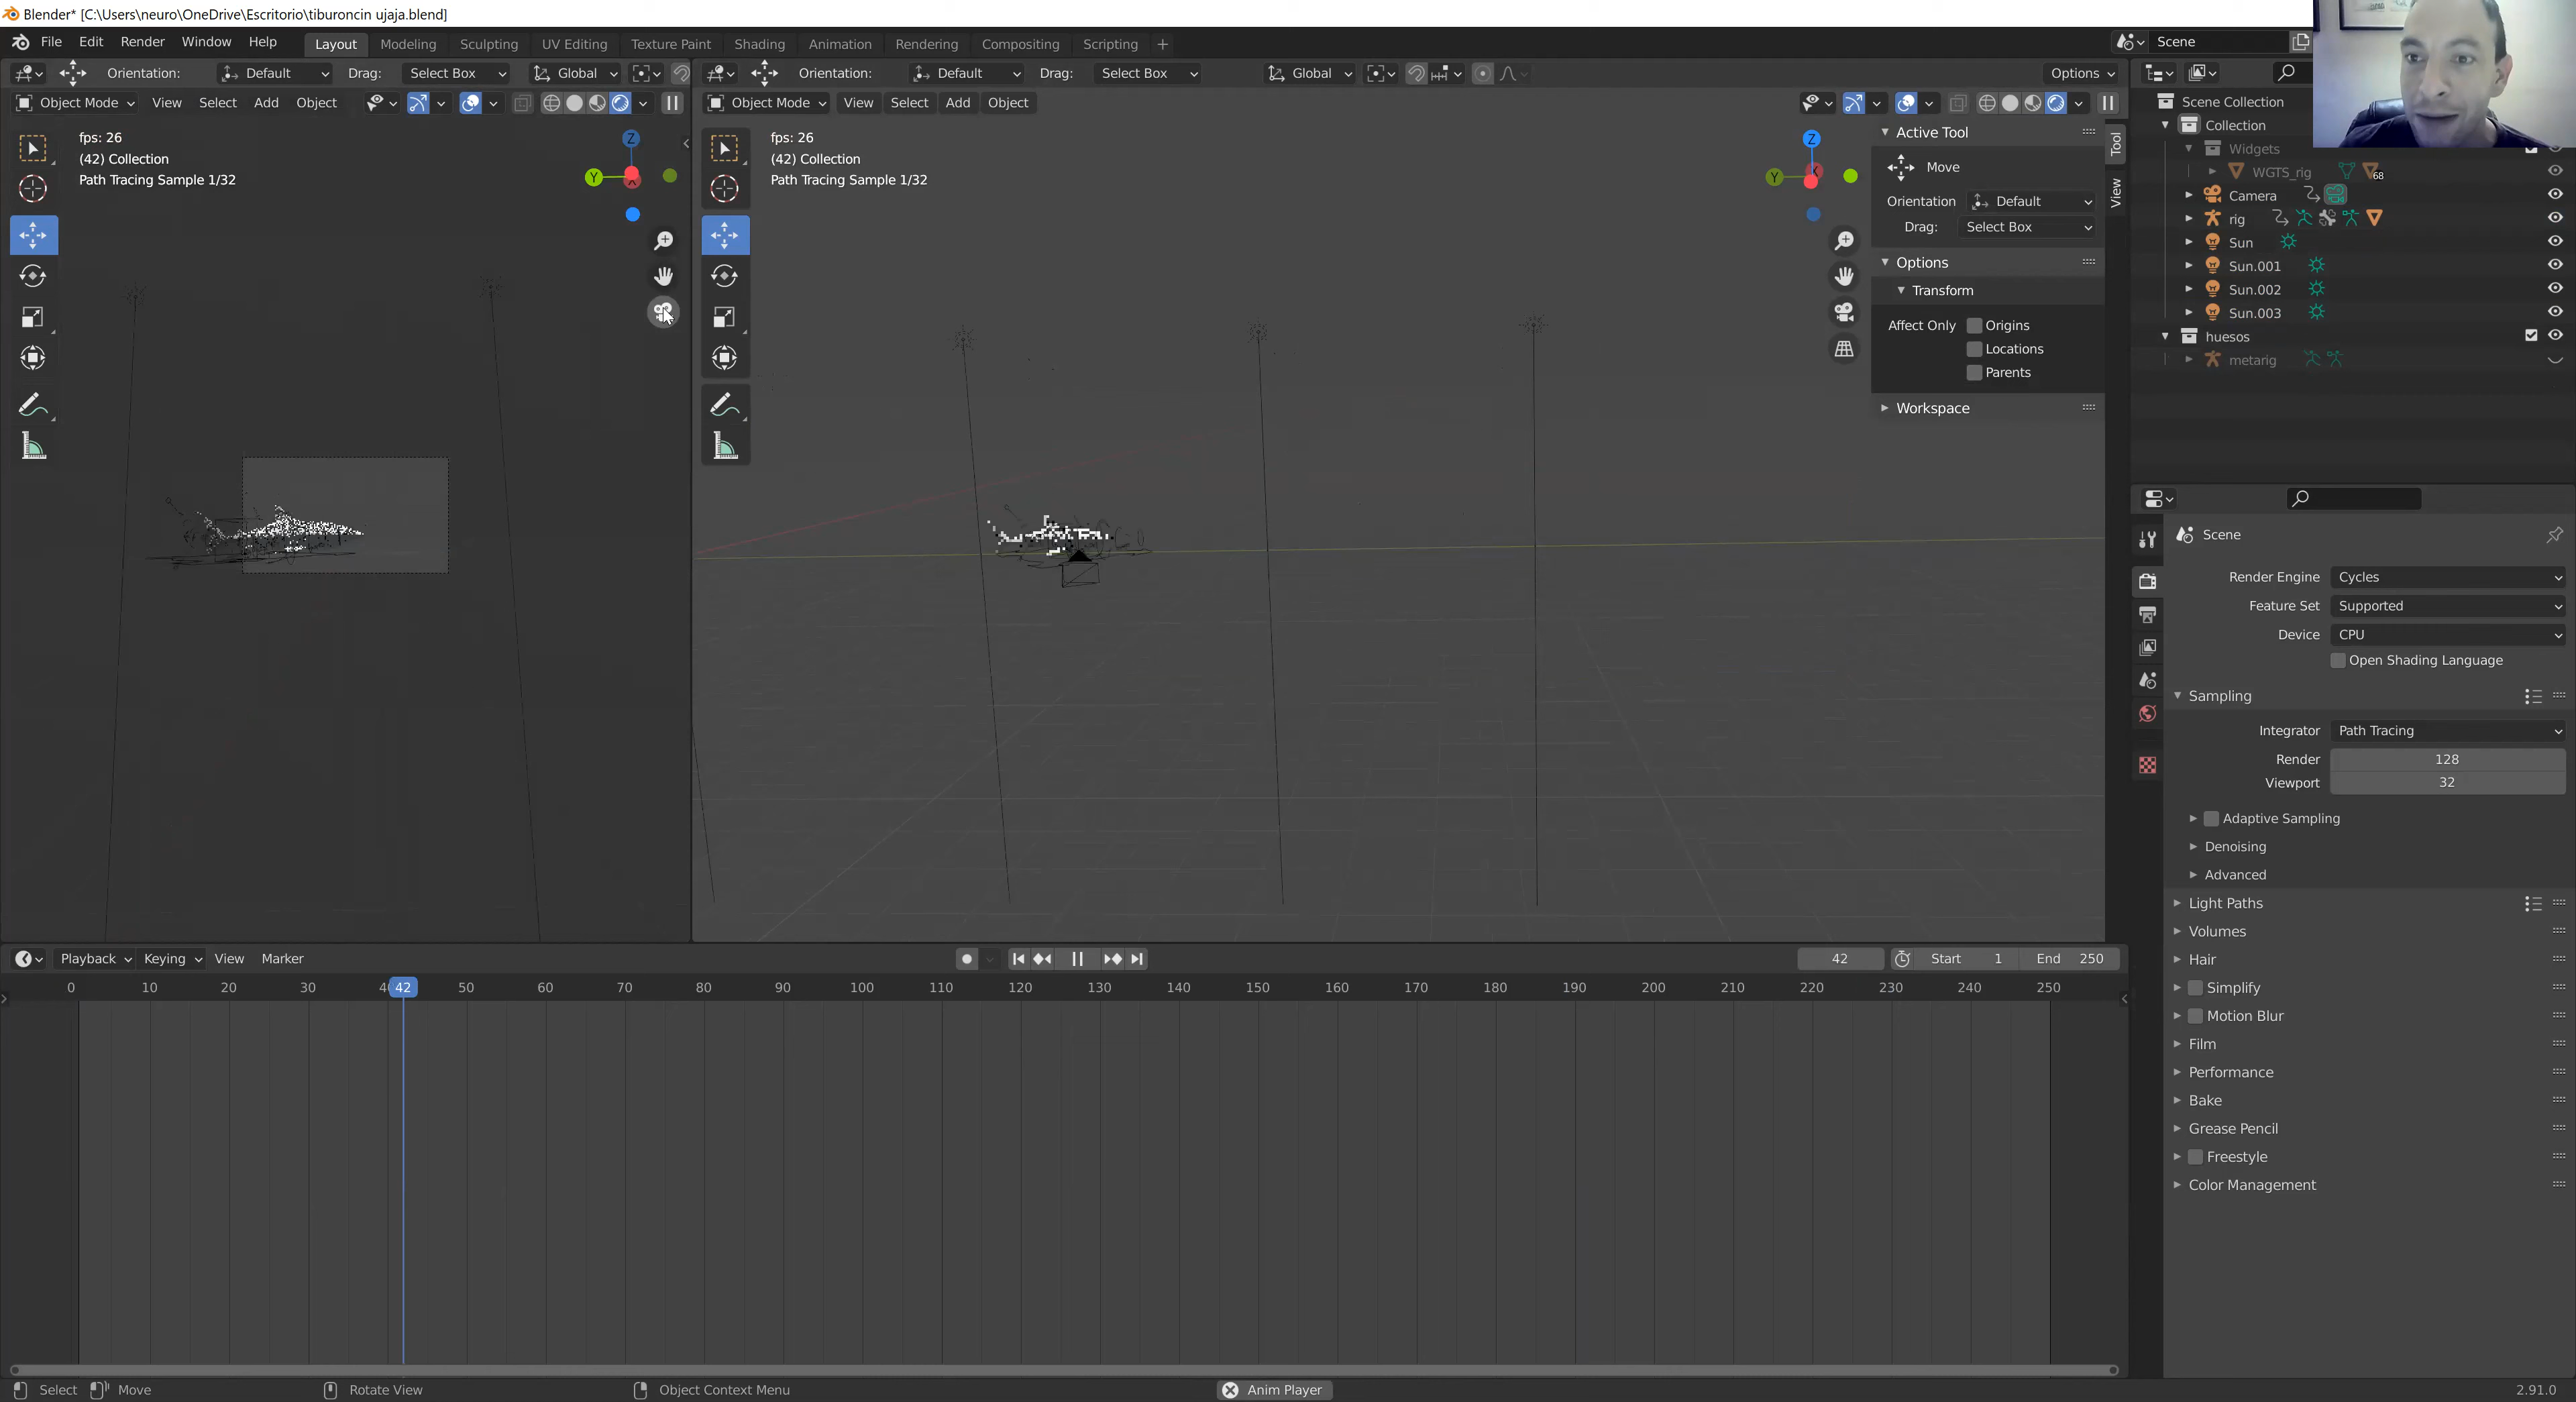 Blender* [C:\Users\neuro\OneDrive\Escritorio\tiburoncin ujaja.blend]
File Edit Render Window Help Layout Modeling Sculpting UV Editing Texture Paint Shading Animation Rendering Compositing Scripting + Scene
Orientation: Default Drag: Select Box Global
Object Mode View Select Add Object
fps: 26
(42) Collection
Path Tracing Sample 1/32
Z
Y
Orientation: Default Drag: Select Box Global Options
Object Mode View Select Add Object
fps: 26
(42) Collection
Path Tracing Sample 1/32
Z
Y X
Active Tool
Move
Orientation Default
Drag: Select Box
Options
Transform
Affect Only Origins
Locations
Parents
Workspace
Tool
View
Scene Collection
Collection
Widgets
WGTS_rig 68
Camera
rig
Sun
Sun.001
Sun.002
Sun.003
huesos
metarig
Scene
Render Engine Cycles
Feature Set Supported
Device CPU
Open Shading Language
Sampling
Integrator Path Tracing
Render 128
Viewport 32
Adaptive Sampling
Denoising
Advanced
Light Paths
Volumes
Hair
Simplify
Motion Blur
Film
Performance
Bake
Grease Pencil
Freestyle
Color Management
Playback Keying View Marker 42 Start 1 End 250
0 10 20 30 42 50 60 70 80 90 100 110 120 130 140 150 160 170 180 190 200 210 220 230 240 250
Select Move Rotate View Object Context Menu Anim Player 2.91.0